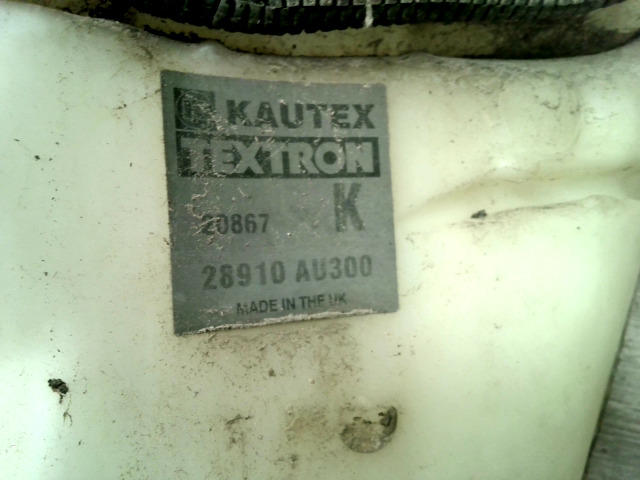 KAUTEX
TEXTRON
K
20867
28910 AU300
MADE IN THE UK